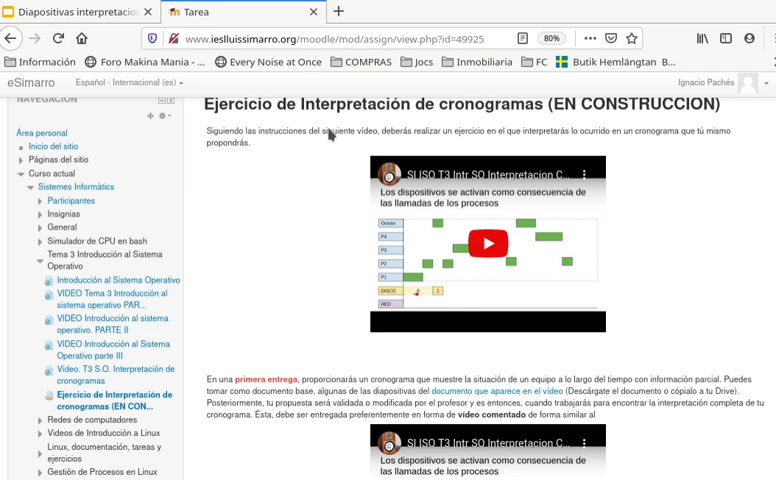 Diapositivas interpretacio
Tarea
www.ieslluissimarro.org/moodle/mod/assign/view.php?id=49925
80%
Información
Foro Makina Mania - ...
Every Noise at Once
COMPRAS
Jocs
Inmobiliaria
FC
Butik Hemlängtan B...
eSimarro
Español - Internacional (es)
Ignacio Pachés
NAVEGACIÓN
Área personal
Inicio del sitio
Páginas del sitio
Curso actual
Sistemes Informàtics
Participantes
Insignias
General
Simulador de CPU en bash
Tema 3 Introducción al Sistema
Operativo
Introducción al Sistema Operativo
VIDEO Tema 3 Introducción al
sistema operativo PAR...
VIDEO Introducción al sistema
operativo. PARTE II
VIDEO Introducción al Sistema
Operativo parte III
Vídeo. T3 S.O. Interpretación de
cronogramas
Ejercicio de Interpretación de
cronogramas (EN CON...
Redes de computadores
Videos de Introducción a Linux
Linux, documentación, tareas y
ejercicios
Gestión de Procesos en Linux
Ejercicio de Interpretación de cronogramas (EN CONSTRUCCIÓN)
Siguiendo las instrucciones del siguiente vídeo, deberás realizar un ejercicio en el que interpretarás lo ocurrido en un cronograma que tú mismo
propondrás.
SI ISO T3 Intr SO Interpretacion C...
Los dispositivos se activan como consecuencia de
las llamadas de los procesos
P4
P3
P2
P1
DISCO
0
1
RED
En una primera entrega, proporcionarás un cronograma que muestre la situación de un equipo a lo largo del tiempo con información parcial. Puedes
tomar como documento base, algunas de las diapositivas del documento que aparece en el vídeo (Descárgate el documento o cópialo a tu Drive).
Posteriormente, tu propuesta será validada o modificada por el profesor y es entonces, cuando trabajarás para encontrar la interpretación completa de tu
cronograma. Ésta, debe ser entregada preferentemente en forma de vídeo comentado de forma similar al
SI ISO T3 Intr SO Interpretacion C...
Los dispositivos se activan como consecuencia de
las llamadas de los procesos